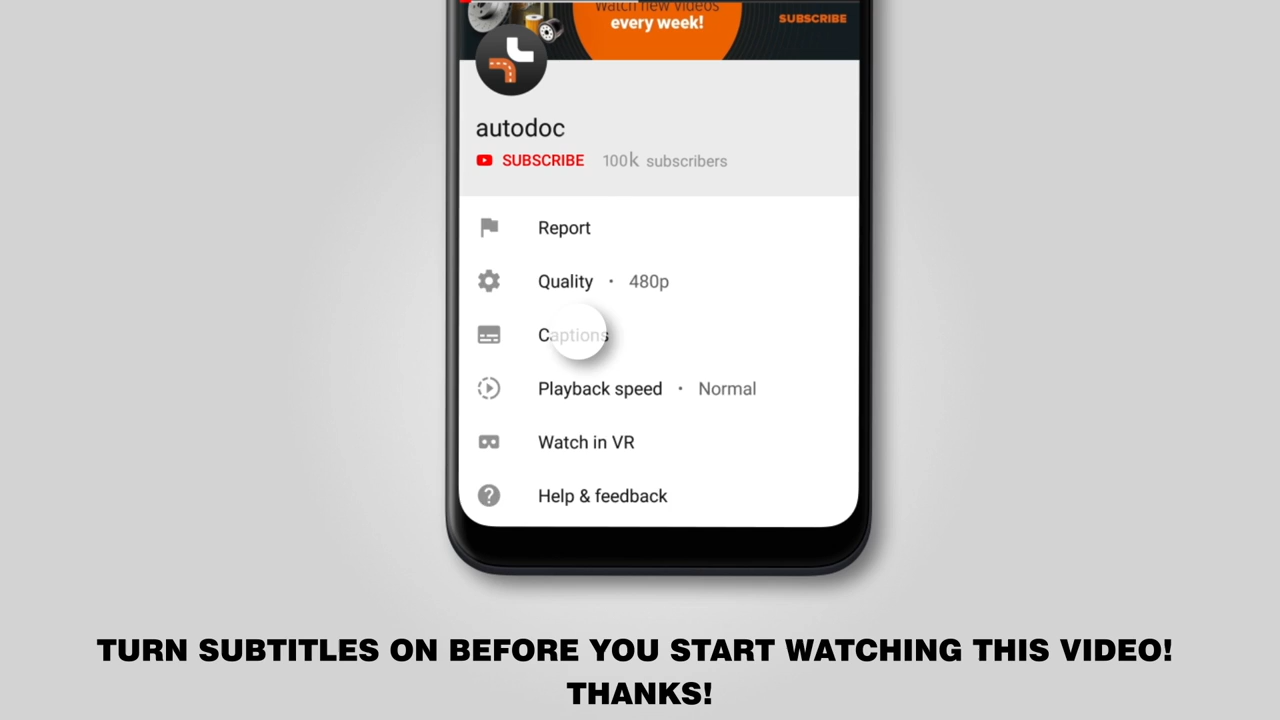 Watch new videos
every week!
SUBSCRIBE
autodoc
SUBSCRIBE 100k subscribers
Report
Quality · 480p
Captions
Playback speed · Normal
Watch in VR
Help & feedback
TURN SUBTITLES ON BEFORE YOU START WATCHING THIS VIDEO!
THANKS!